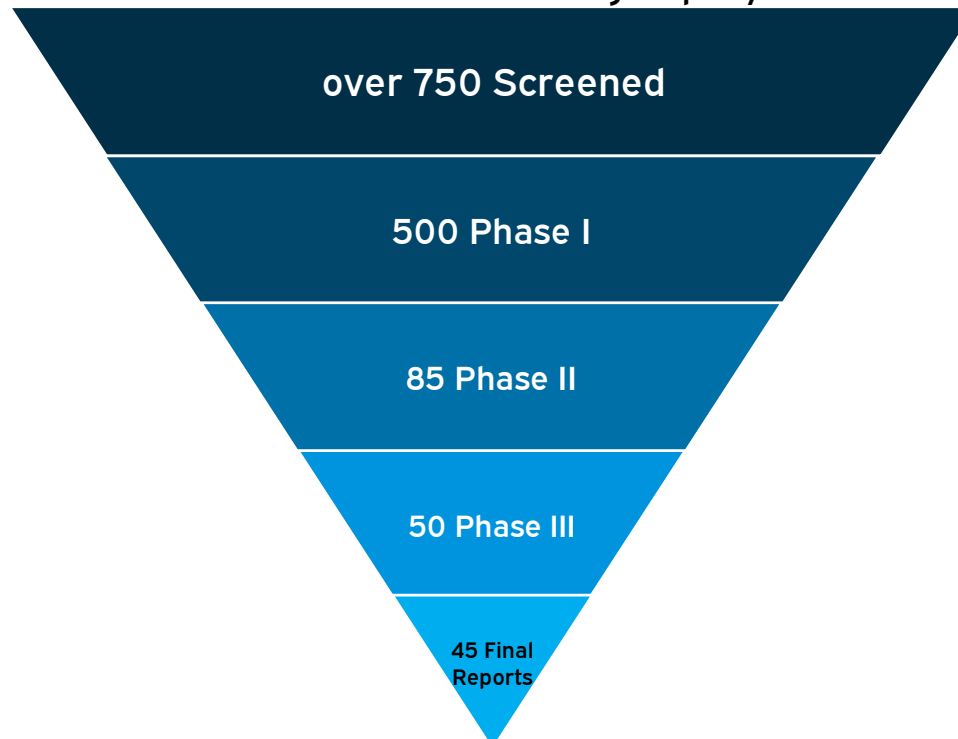 over 750 Screened
500 Phase I
85 Phase II
50 Phase III
45 Final
Reports